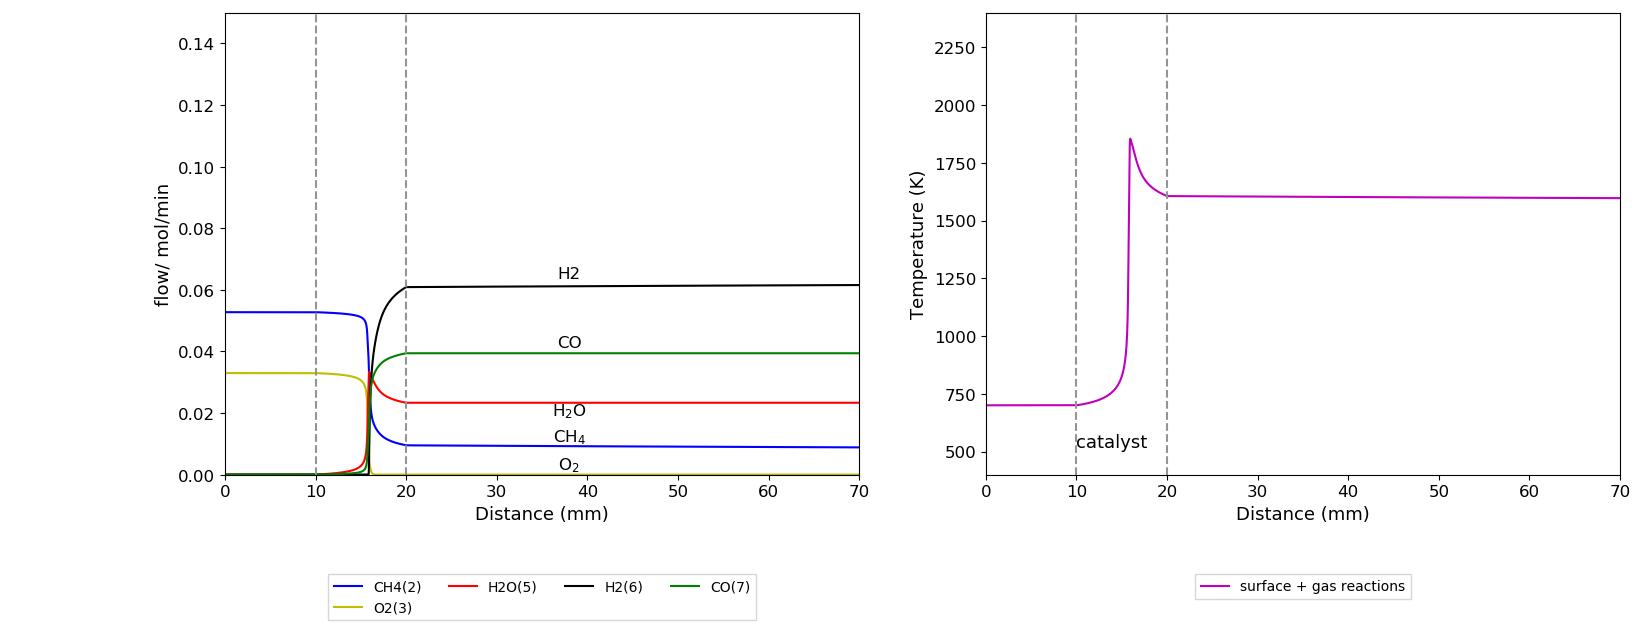 flow/ mol/min
0.14
0.12
0.10
0.08
0.06
0.04
0.02
0.00
H2
CO
H₂O
CH₄
O₂
0 10 20 30 40 50 60 70
Distance (mm)
CH4(2) H2O(5) H2(6) CO(7)
O2(3)
Temperature (K)
2250
2000
1750
1500
1250
1000
750
500
catalyst
0 10 20 30 40 50 60 70
Distance (mm)
surface + gas reactions